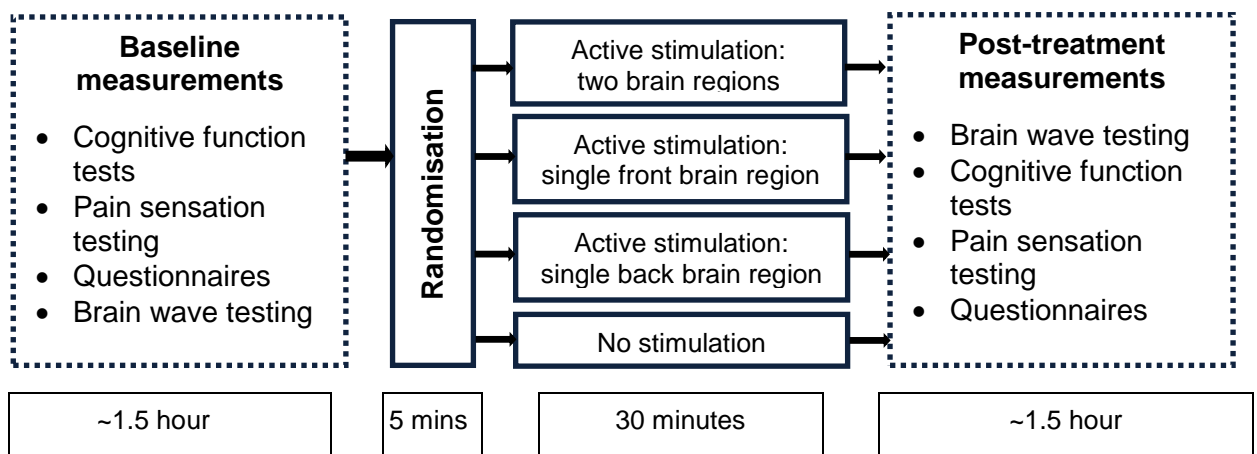 Baseline
measurements
• Cognitive function
tests
• Pain sensation
testing
• Questionnaires
• Brain wave testing
Randomisation
Active stimulation:
two brain regions
Active stimulation:
single front brain region
Active stimulation:
single back brain region
No stimulation
Post-treatment
measurements
• Brain wave testing
• Cognitive function
tests
• Pain sensation
testing
• Questionnaires
~1.5 hour
5 mins
30 minutes
~1.5 hour